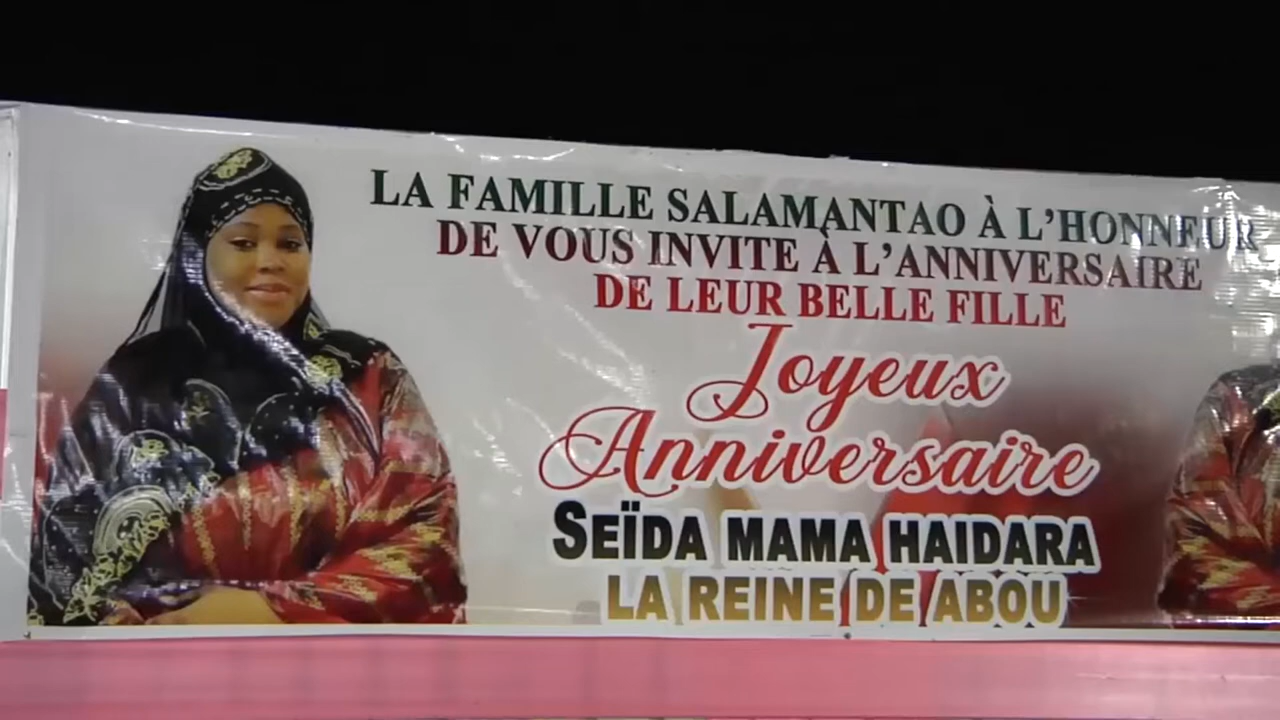 LA FAMILLE SALAMANTAO À L'HONNEUR
DE VOUS INVITE À L'ANNIVERSAIRE
DE LEUR BELLE FILLE
Joyeux
Anniversaire
SEÏDA MAMA HAIDARA
LA REINE DE ABOU